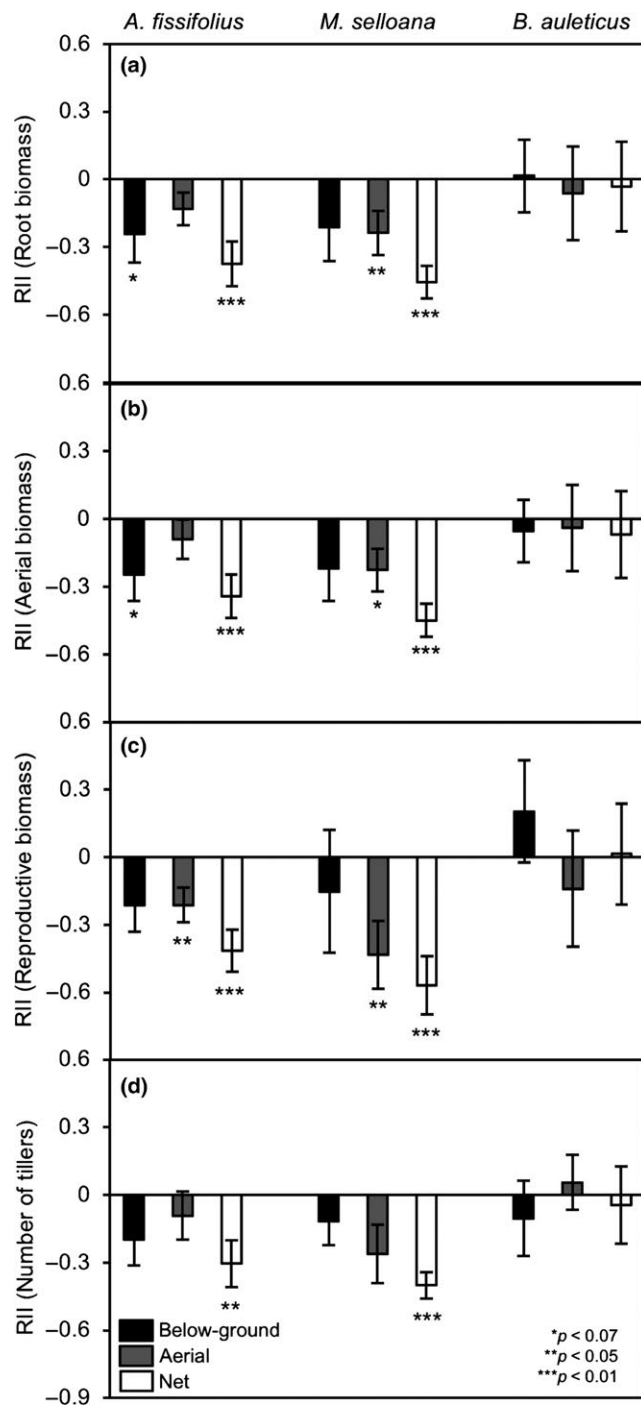 A. fissifolius M. selloana B. auleticus
0.6
(a)
0.3
0
−0.3
−0.6
RII (Root biomass)
* *** ** ***
0.6
(b)
0.3
0
−0.3
−0.6
RII (Aerial biomass)
* *** * ***
0.6
(c)
0.3
0
−0.3
−0.6
RII (Reproductive biomass)
** *** ** ***
0.6
(d)
0.3
0
−0.3
−0.6
−0.9
RII (Number of tillers)
** ***
Below-ground
Aerial
Net
*p < 0.07
**p < 0.05
***p < 0.01